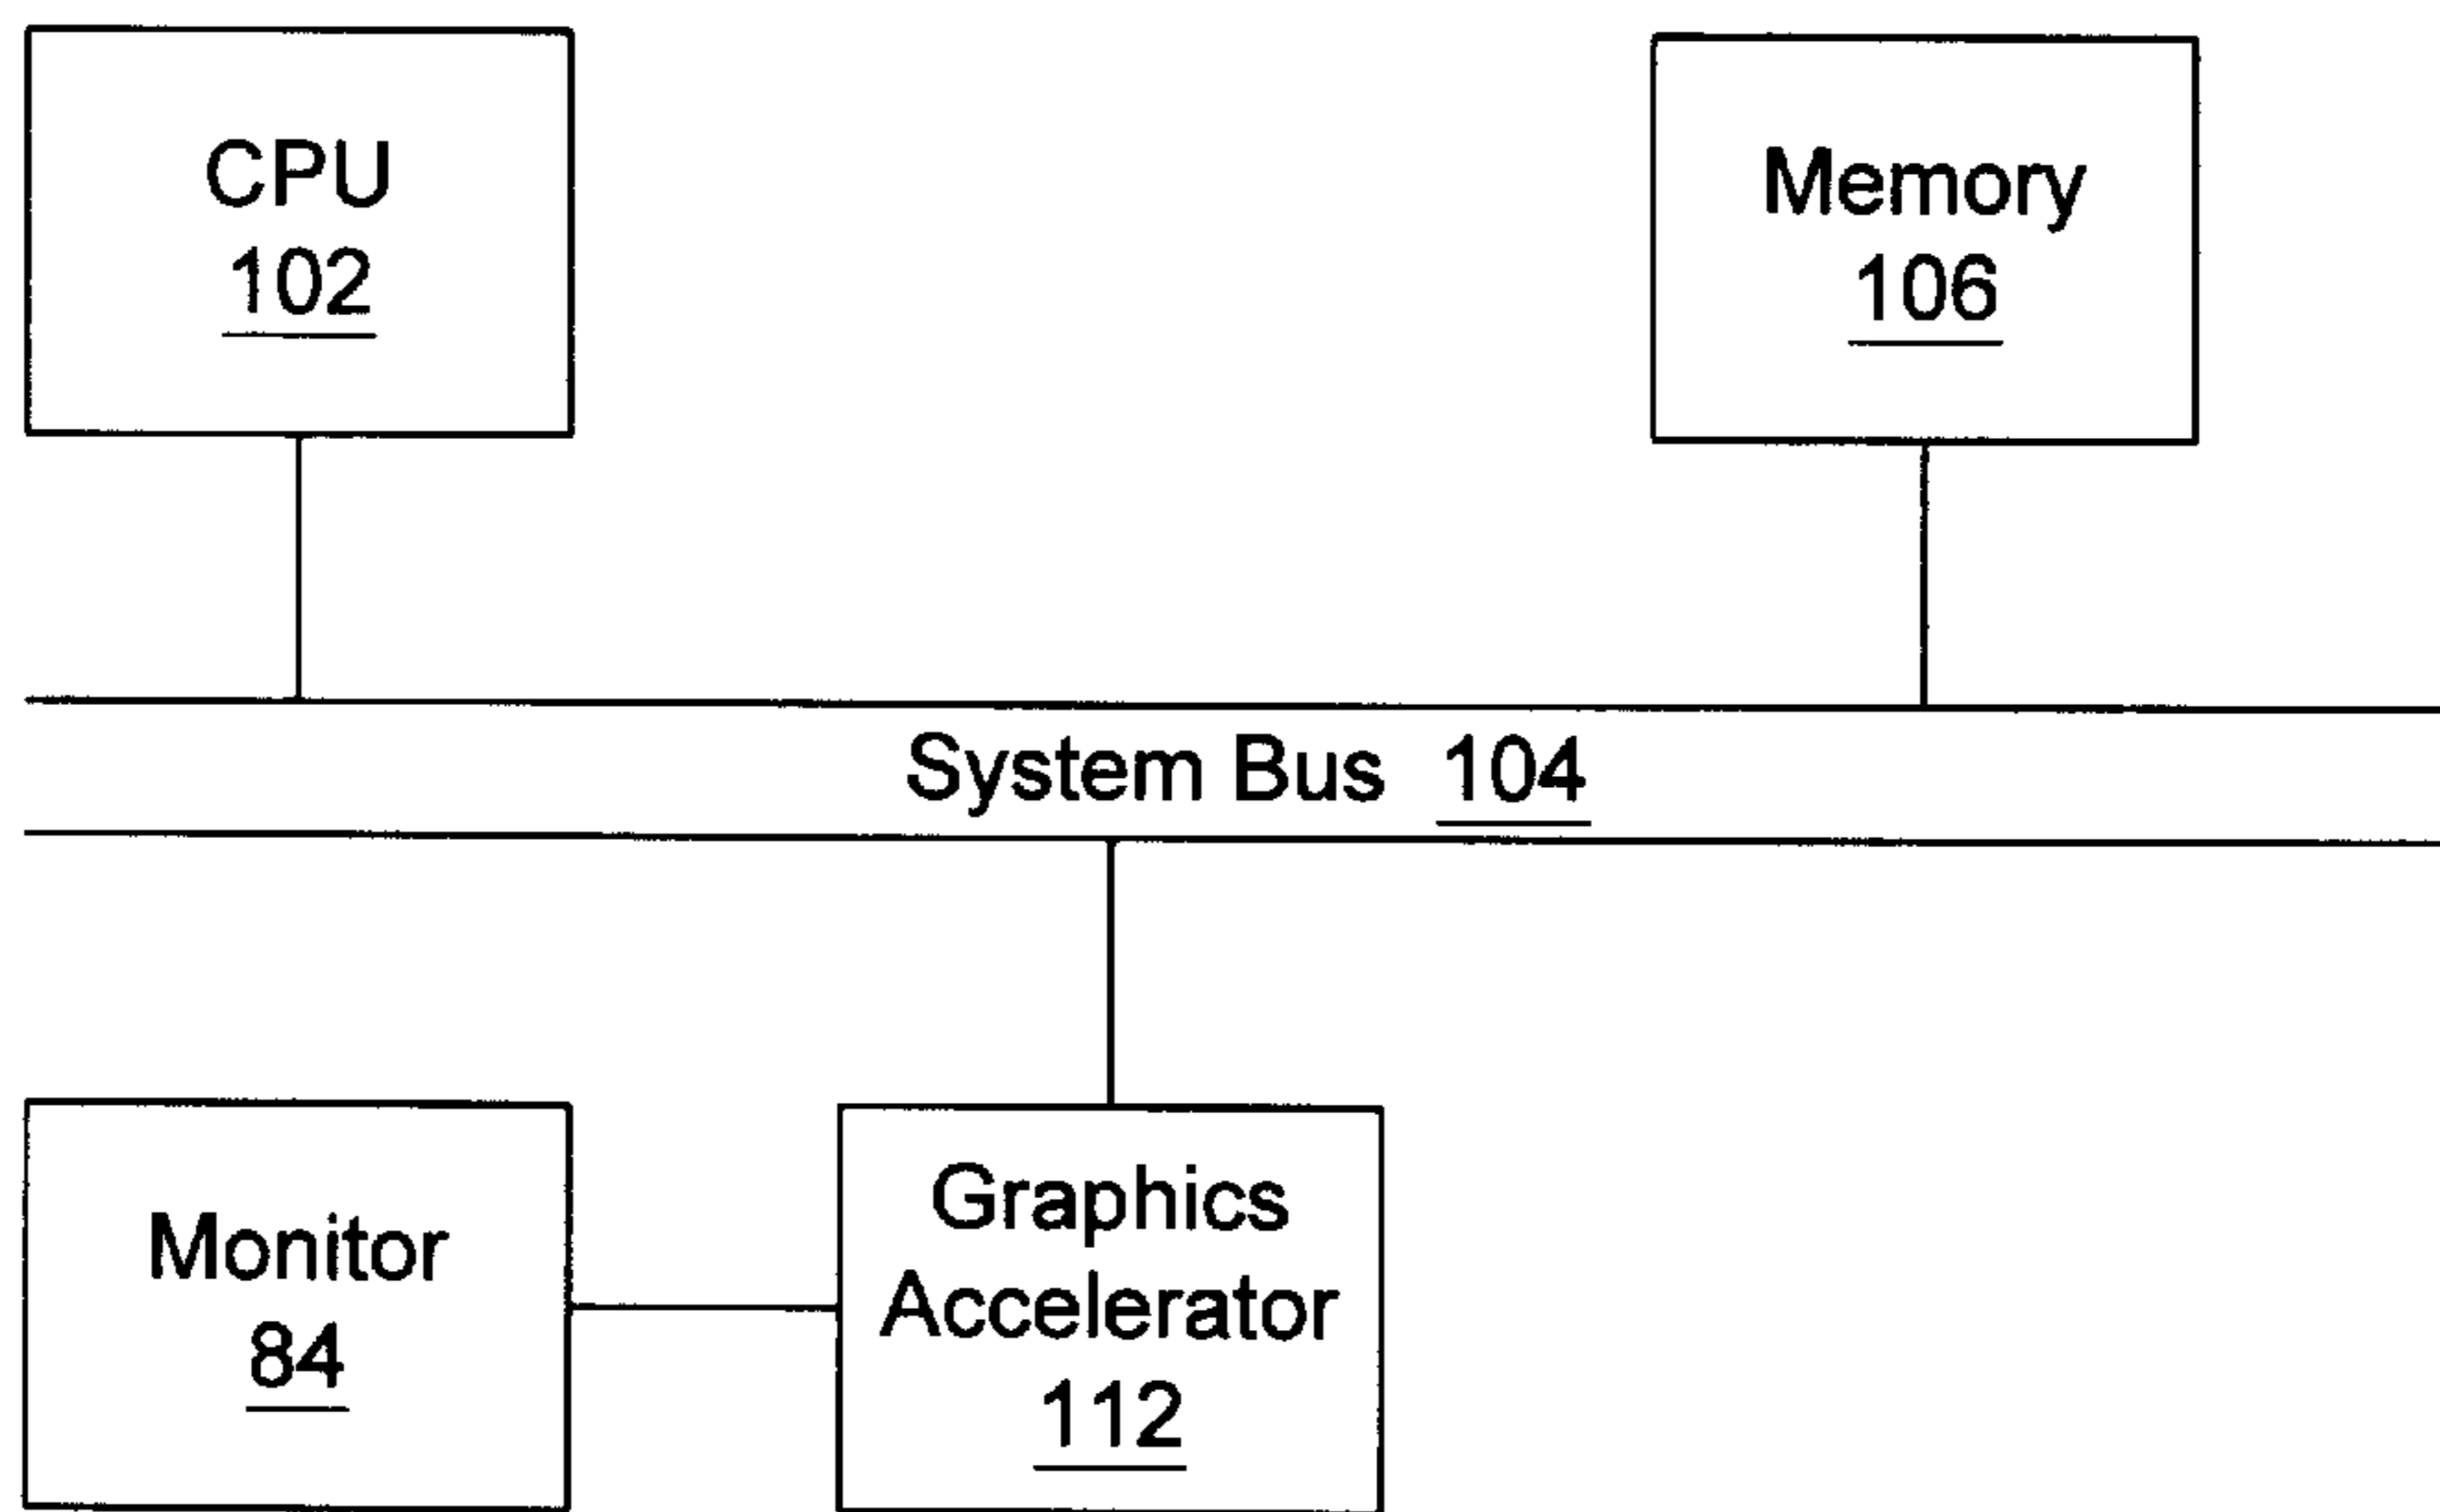 CPU
102
Memory
106
System Bus 104
Monitor
84
Graphics
Accelerator
112